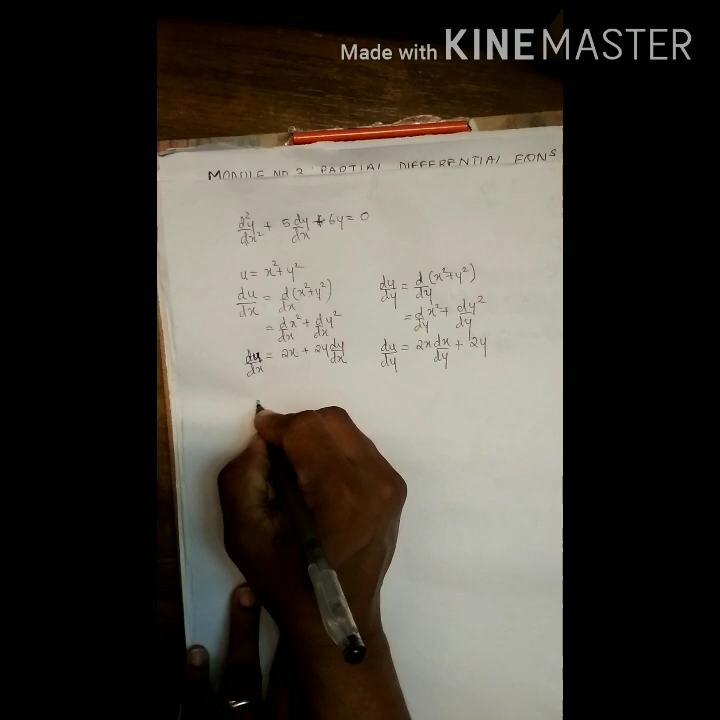 Made with KINEMASTER
MODULE NO 3 : PARTIAL DIFFERENTIAL EQNS
d²y/dx² + 5 dy/dx + 6y = 0
u = x² + y²
du/dx = d/dx (x² + y²)
= d/dx x² + d/dx y²
du/dx = 2x + 2y dy/dx
du/dy = d/dy (x² + y²)
= d/dy x² + dy²/dy
du/dy = 2x dx/dy + 2y